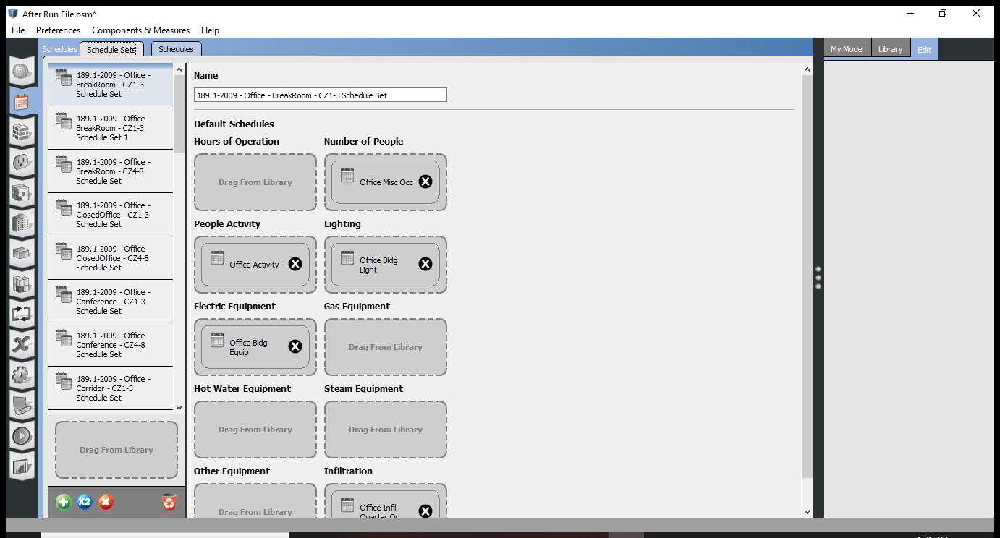 After Run File.osm*
File Preferences Components & Measures Help
Schedules Schedule Sets Schedules
My Model Library Edit
189.1-2009 - Office -
BreakRoom - CZ1-3
Schedule Set
189.1-2009 - Office -
BreakRoom - CZ1-3
Schedule Set 1
189.1-2009 - Office -
BreakRoom - CZ4-8
Schedule Set
189.1-2009 - Office -
ClosedOffice - CZ1-3
Schedule Set
189.1-2009 - Office -
ClosedOffice - CZ4-8
Schedule Set
189.1-2009 - Office -
Conference - CZ1-3
Schedule Set
189.1-2009 - Office -
Conference - CZ4-8
Schedule Set
189.1-2009 - Office -
Corridor - CZ1-3
Schedule Set
Drag From Library
X2
Name
189.1-2009 - Office - BreakRoom - CZ1-3 Schedule Set
Default Schedules
Hours of Operation Number of People
Drag From Library
Office Misc Occ
People Activity Lighting
Office Activity
Office Bldg
Light
Electric Equipment Gas Equipment
Office Bldg
Equip
Drag From Library
Hot Water Equipment Steam Equipment
Drag From Library Drag From Library
Other Equipment Infiltration
Drag From Library
Office Infil
Quarter On